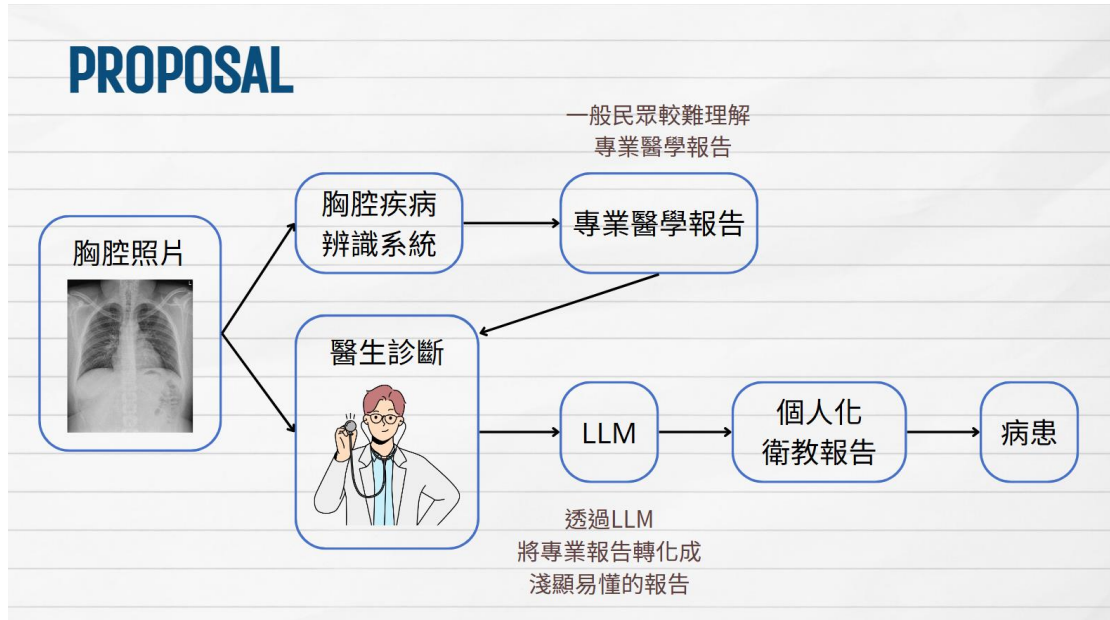 PROPOSAL
一般民眾較難理解
專業醫學報告
胸腔疾病
辨識系統
專業醫學報告
胸腔照片
L
醫生診斷
LLM
個人化
衛教報告
病患
透過LLM
將專業報告轉化成
淺顯易懂的報告